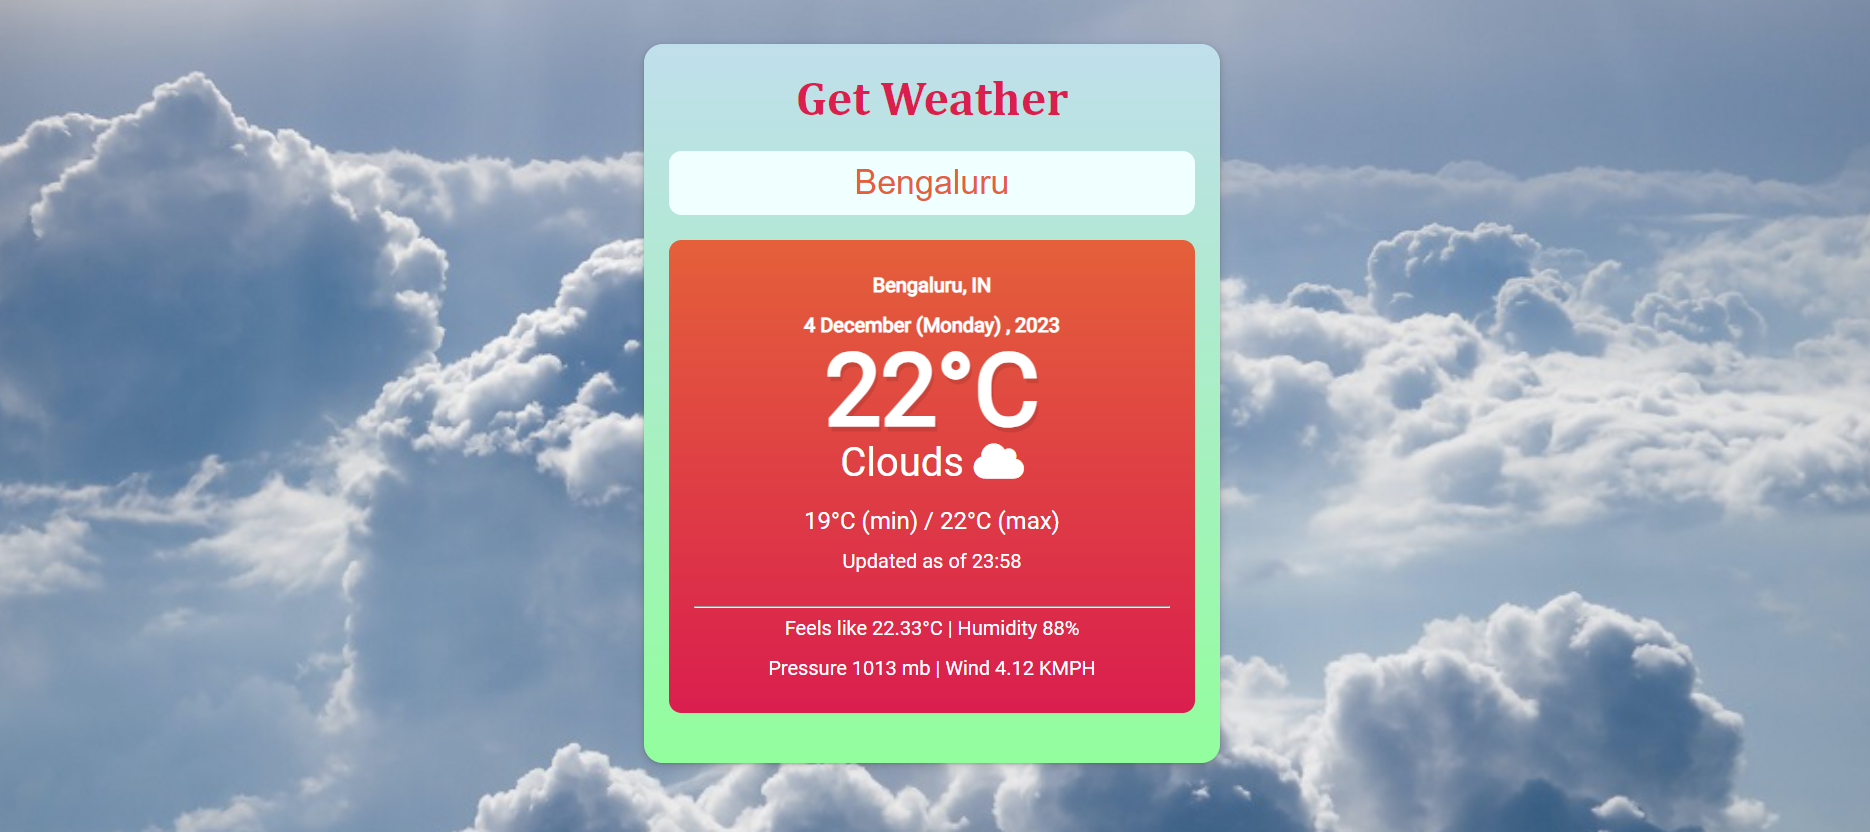 Get Weather
Bengaluru
Bengaluru, IN
4 December (Monday) , 2023
22°C
Clouds
19°C (min) / 22°C (max)
Updated as of 23:58
Feels like 22.33°C | Humidity 88%
Pressure 1013 mb | Wind 4.12 KMPH